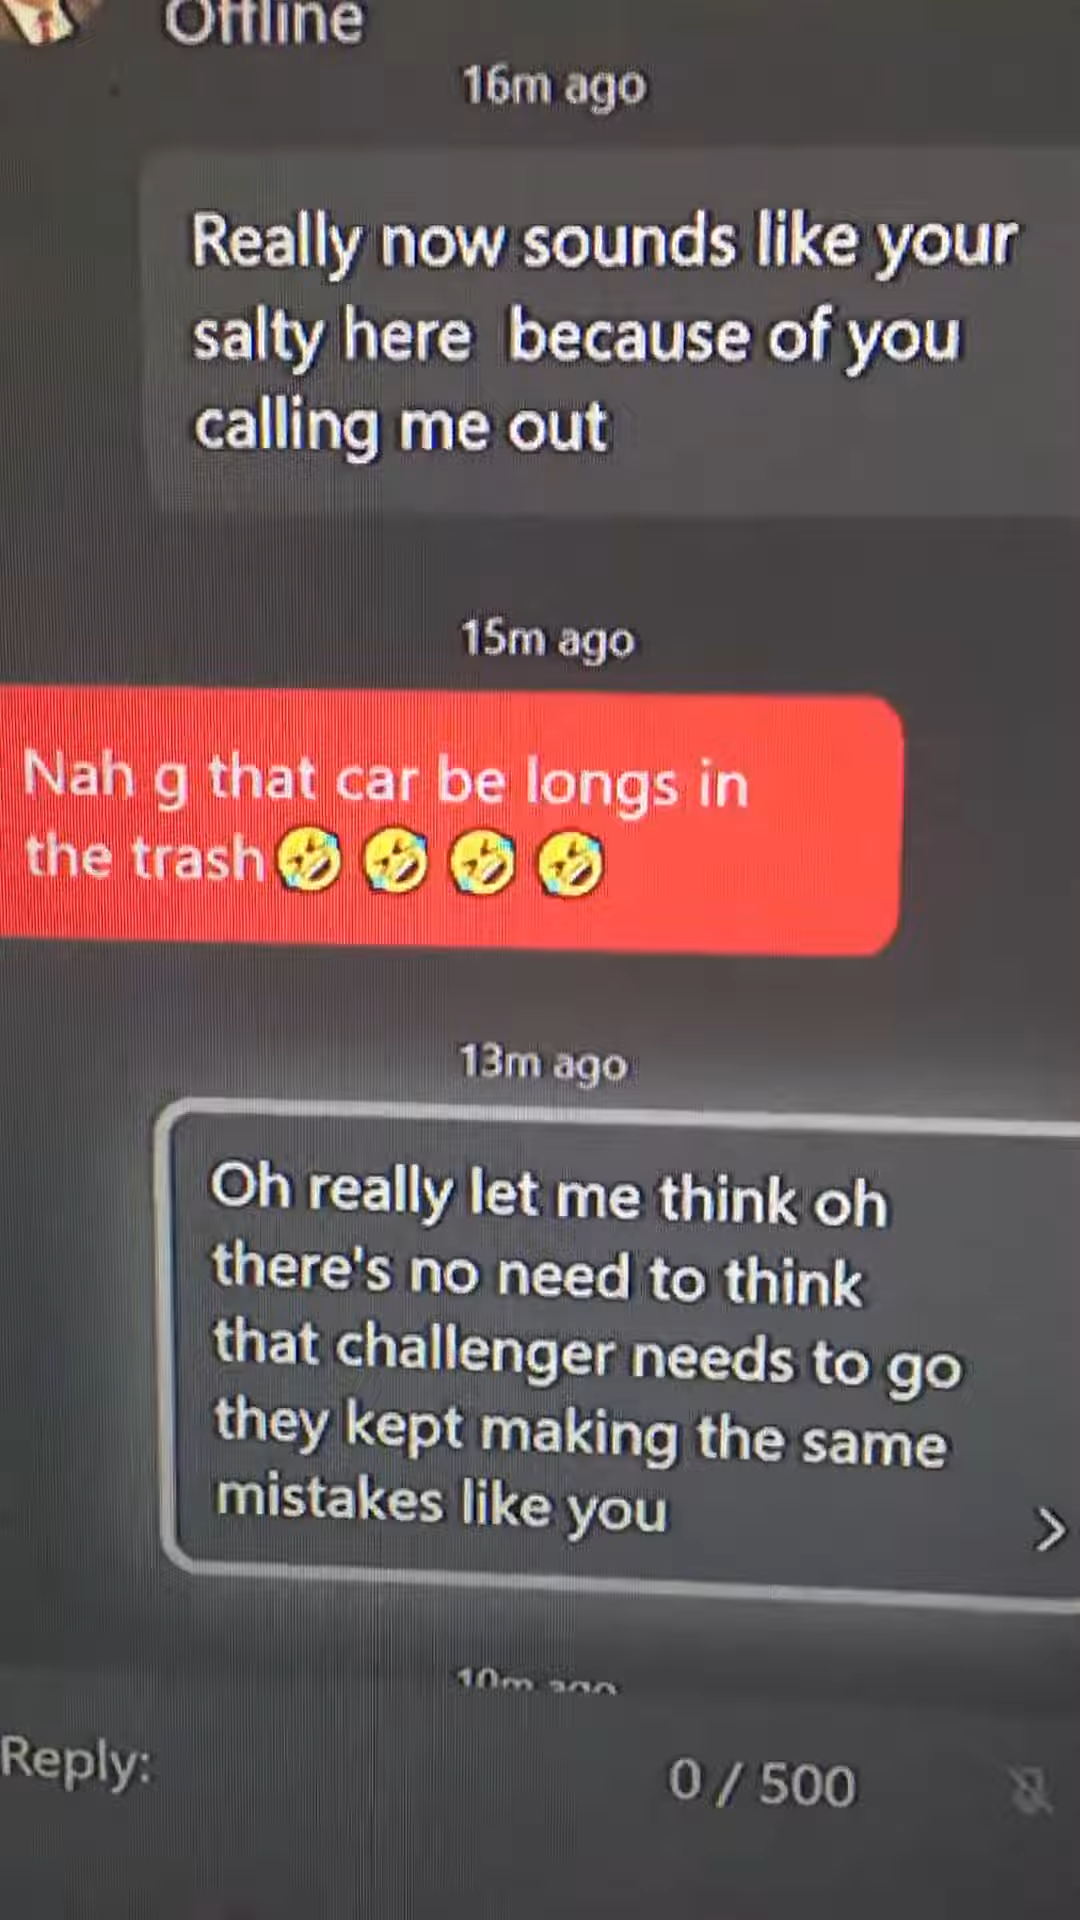 Offline
16m ago
Really now sounds like your
salty here because of you
calling me out
15m ago
Nah g that car be longs in
the trash🤣🤣🤣🤣
13m ago
Oh really let me think oh
there's no need to think
that challenger needs to go
they kept making the same
mistakes like you
10m ago
Reply:
0 / 500